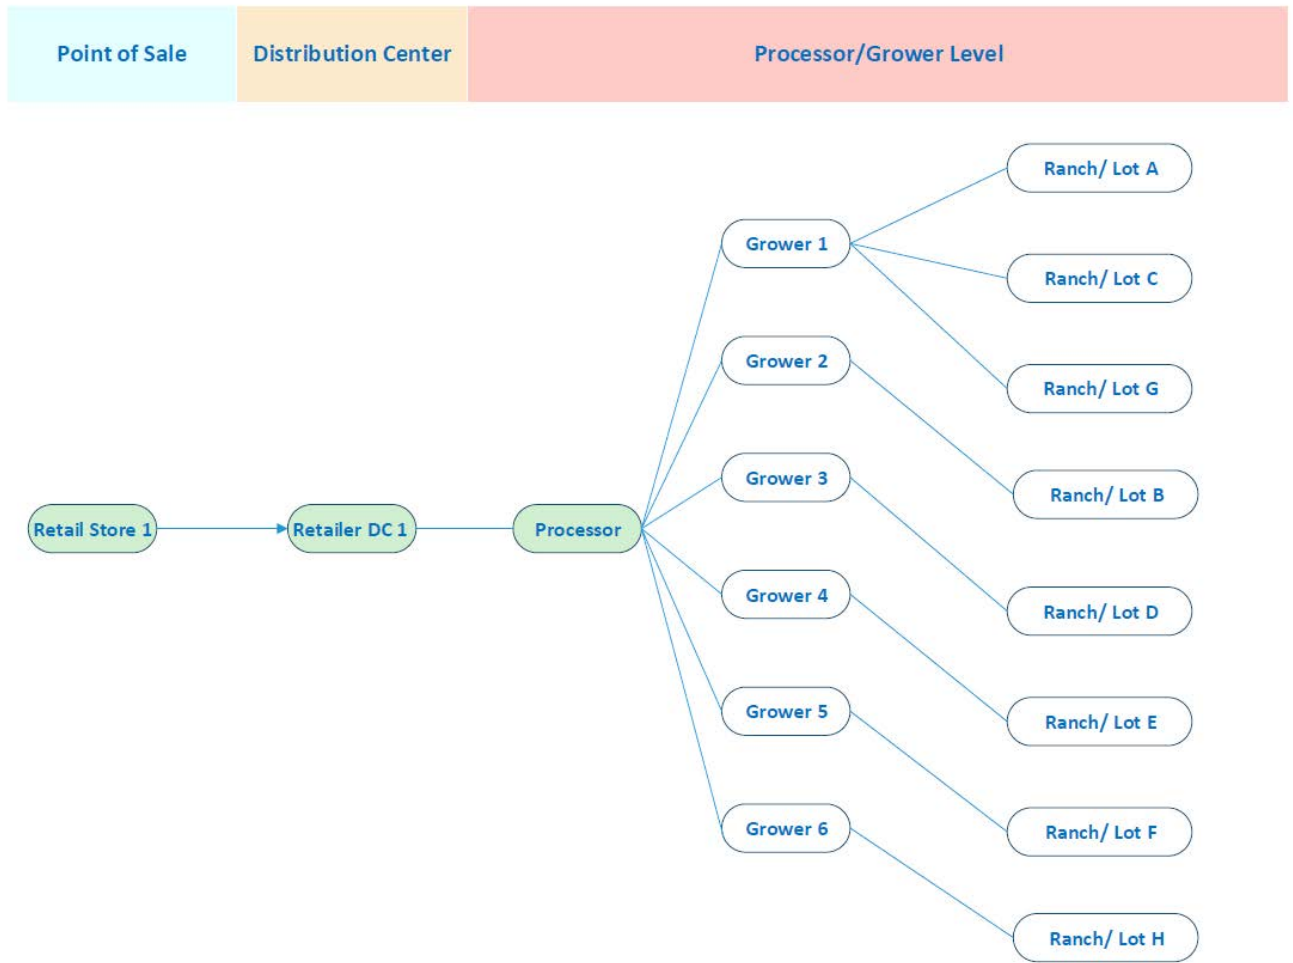 Point of Sale
Distribution Center
Processor/Grower Level
Retail Store 1
Retailer DC 1
Processor
Grower 1
Grower 2
Grower 3
Grower 4
Grower 5
Grower 6
Ranch/ Lot A
Ranch/ Lot C
Ranch/ Lot G
Ranch/ Lot B
Ranch/ Lot D
Ranch/ Lot E
Ranch/ Lot F
Ranch/ Lot H